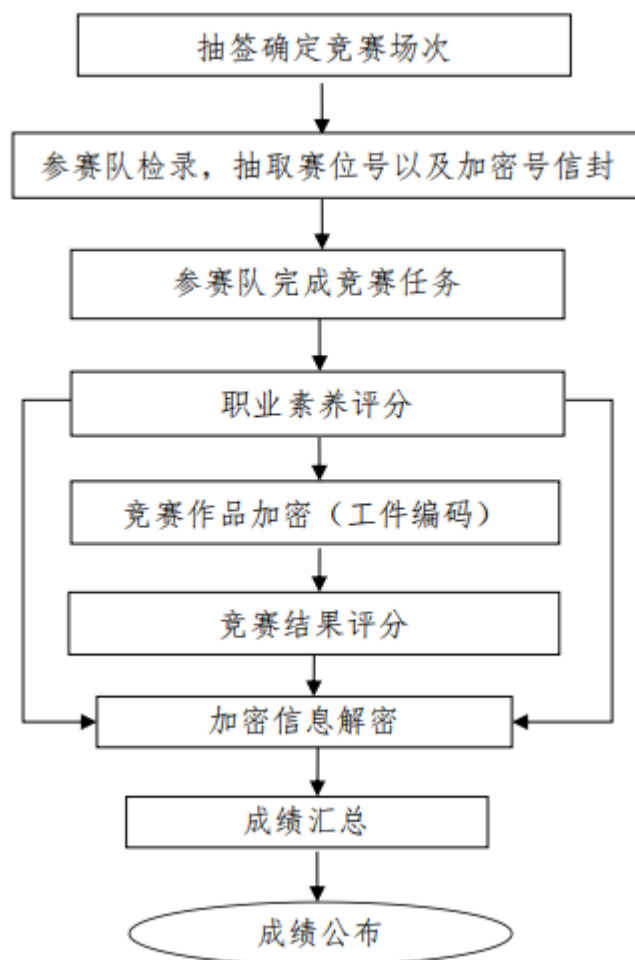 抽签确定竞赛场次
参赛队检录，抽取赛位号以及加密号信封
参赛队完成竞赛任务
职业素养评分
竞赛作品加密（工件编码）
竞赛结果评分
加密信息解密
成绩汇总
成绩公布